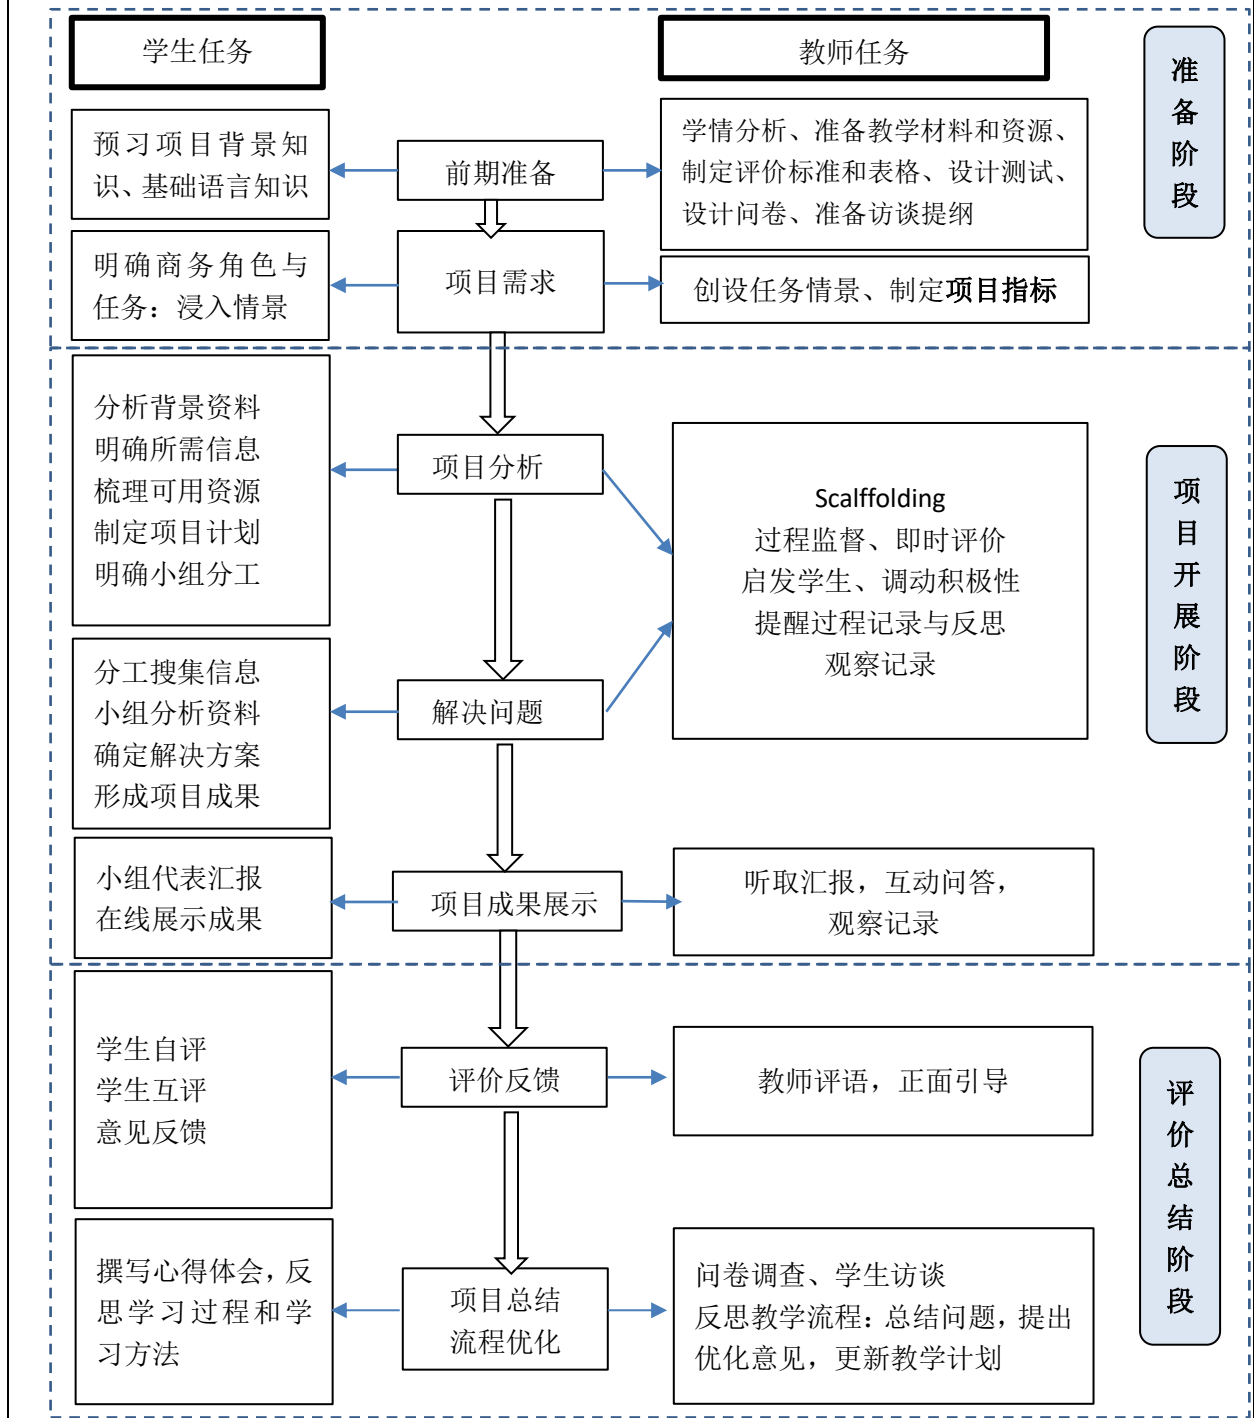 学生任务
教师任务
准
备
阶
段
预习项目背景知
识、基础语言知识
前期准备
学情分析、准备教学材料和资源、
制定评价标准和表格、设计测试、
设计问卷、准备访谈提纲
明确商务角色与
任务：浸入情景
项目需求
创设任务情景、制定项目指标
分析背景资料
明确所需信息
梳理可用资源
制定项目计划
明确小组分工
项目分析
Scalffolding
过程监督、即时评价
启发学生、调动积极性
提醒过程记录与反思
观察记录
项
目
开
展
阶
段
分工搜集信息
小组分析资料
确定解决方案
形成项目成果
解决问题
小组代表汇报
在线展示成果
项目成果展示
听取汇报，互动问答，
观察记录
学生自评
学生互评
意见反馈
评价反馈
教师评语，正面引导
评
价
总
结
阶
段
撰写心得体会，反
思学习过程和学
习方法
项目总结
流程优化
问卷调查、学生访谈
反思教学流程：总结问题，提出
优化意见，更新教学计划